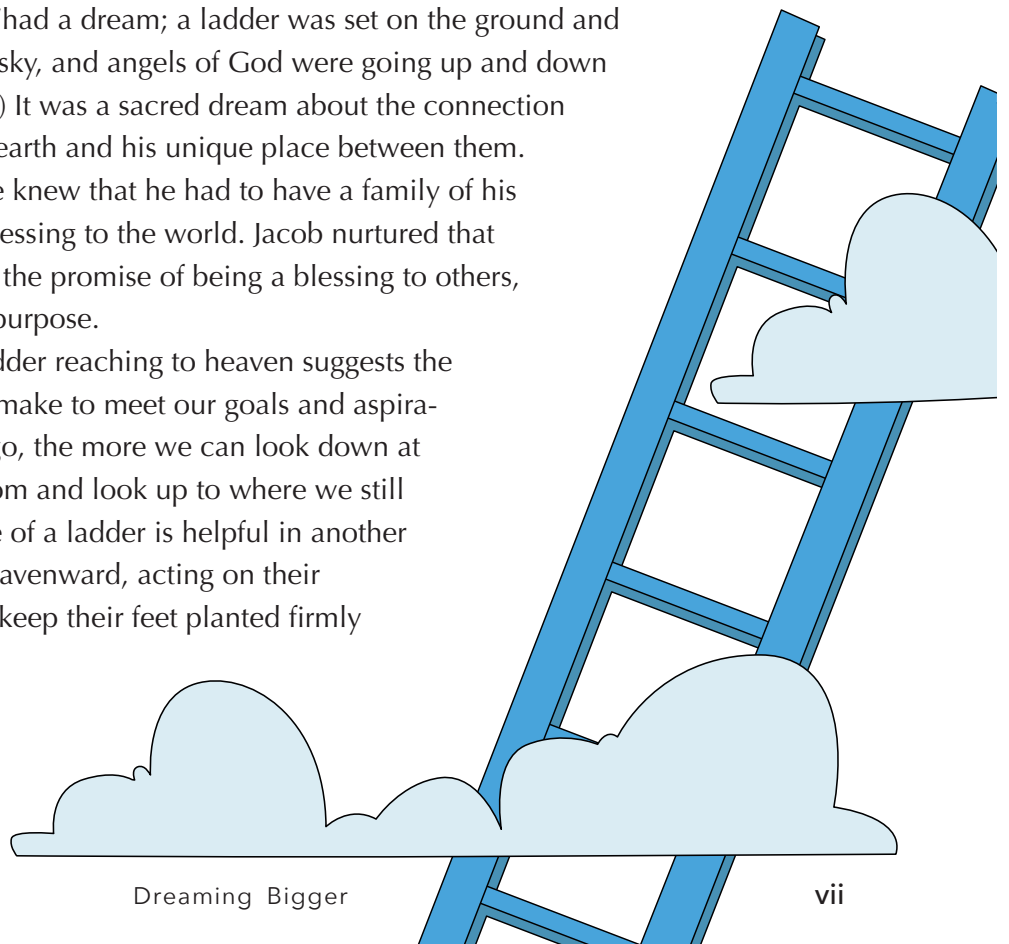 had a dream; a ladder was set on the ground and
sky, and angels of God were going up and down
) It was a sacred dream about the connection
earth and his unique place between them.
knew that he had to have a family of his
essing to the world. Jacob nurtured that
the promise of being a blessing to others,
purpose.
dder reaching to heaven suggests the
make to meet our goals and aspira-
go, the more we can look down at
om and look up to where we still
of a ladder is helpful in another
avenward, acting on their
keep their feet planted firmly
Dreaming Bigger
vii